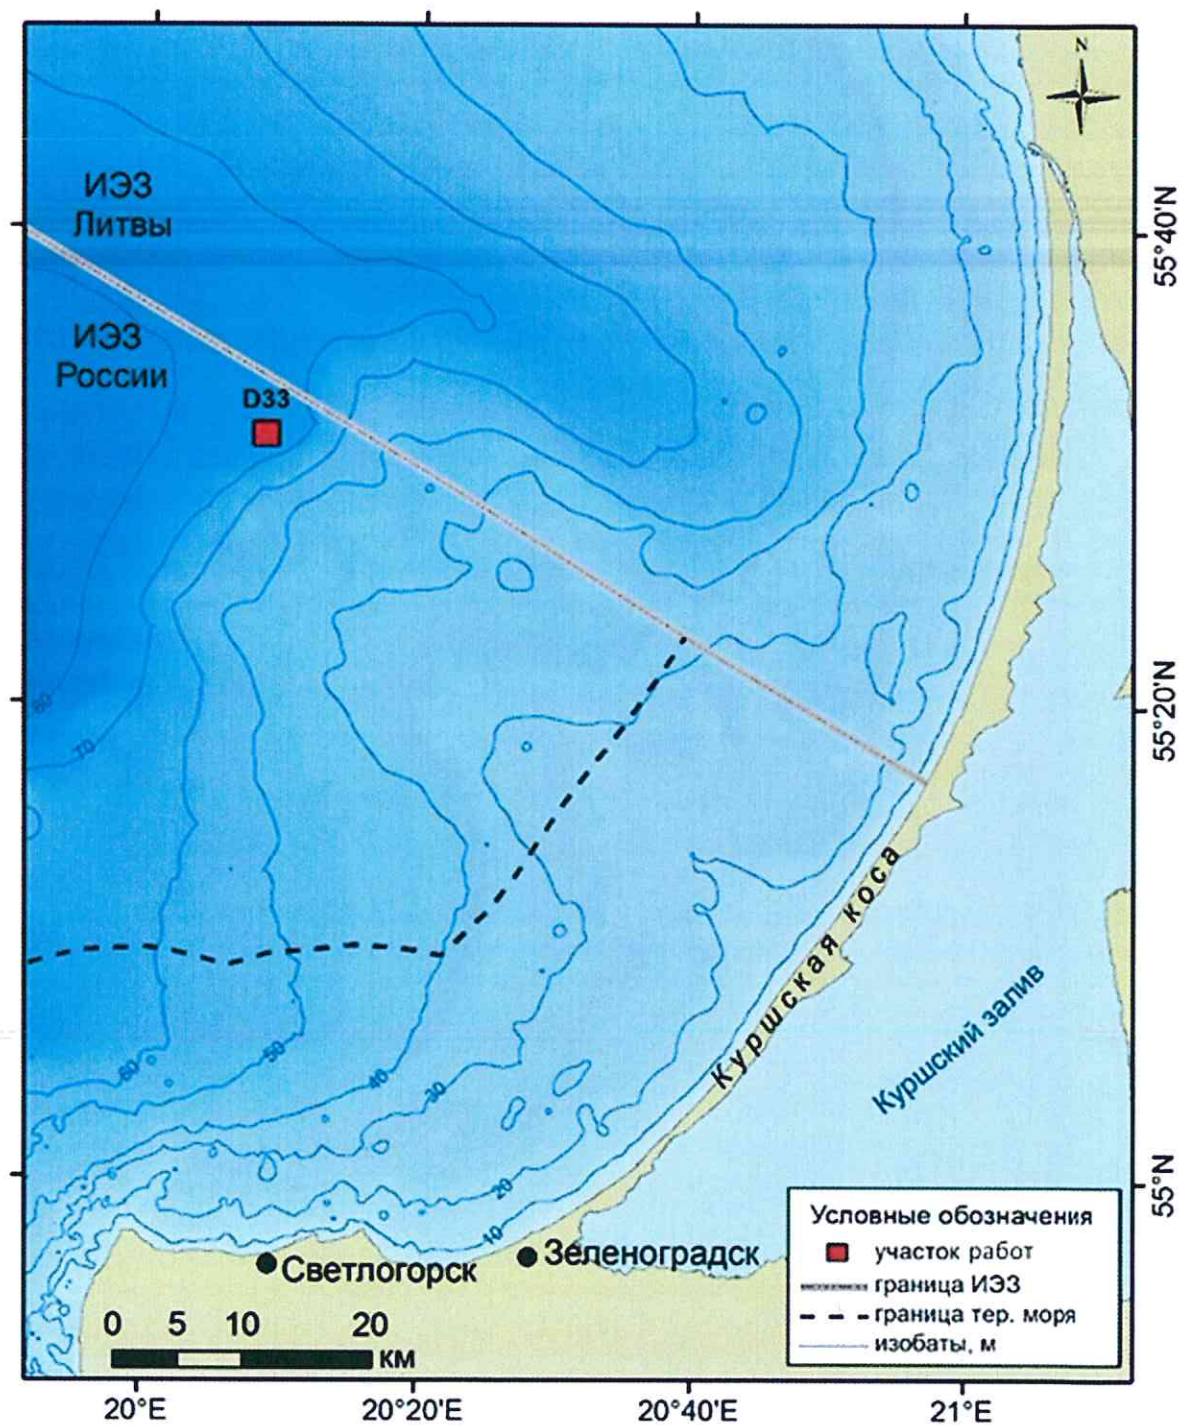 N
ИЭЗ
Литвы
55°40'N
ИЭЗ
России
D33
80
55°20'N
70
Куршская коса
Куршский залив
60
50
40
30
20
10
55°N
Светлогорск
Зеленоградск
Условные обозначения
участок работ
граница ИЭЗ
граница тер. моря
изобаты, м
0 5 10 20
км
20°E
20°20'E
20°40'E
21°E